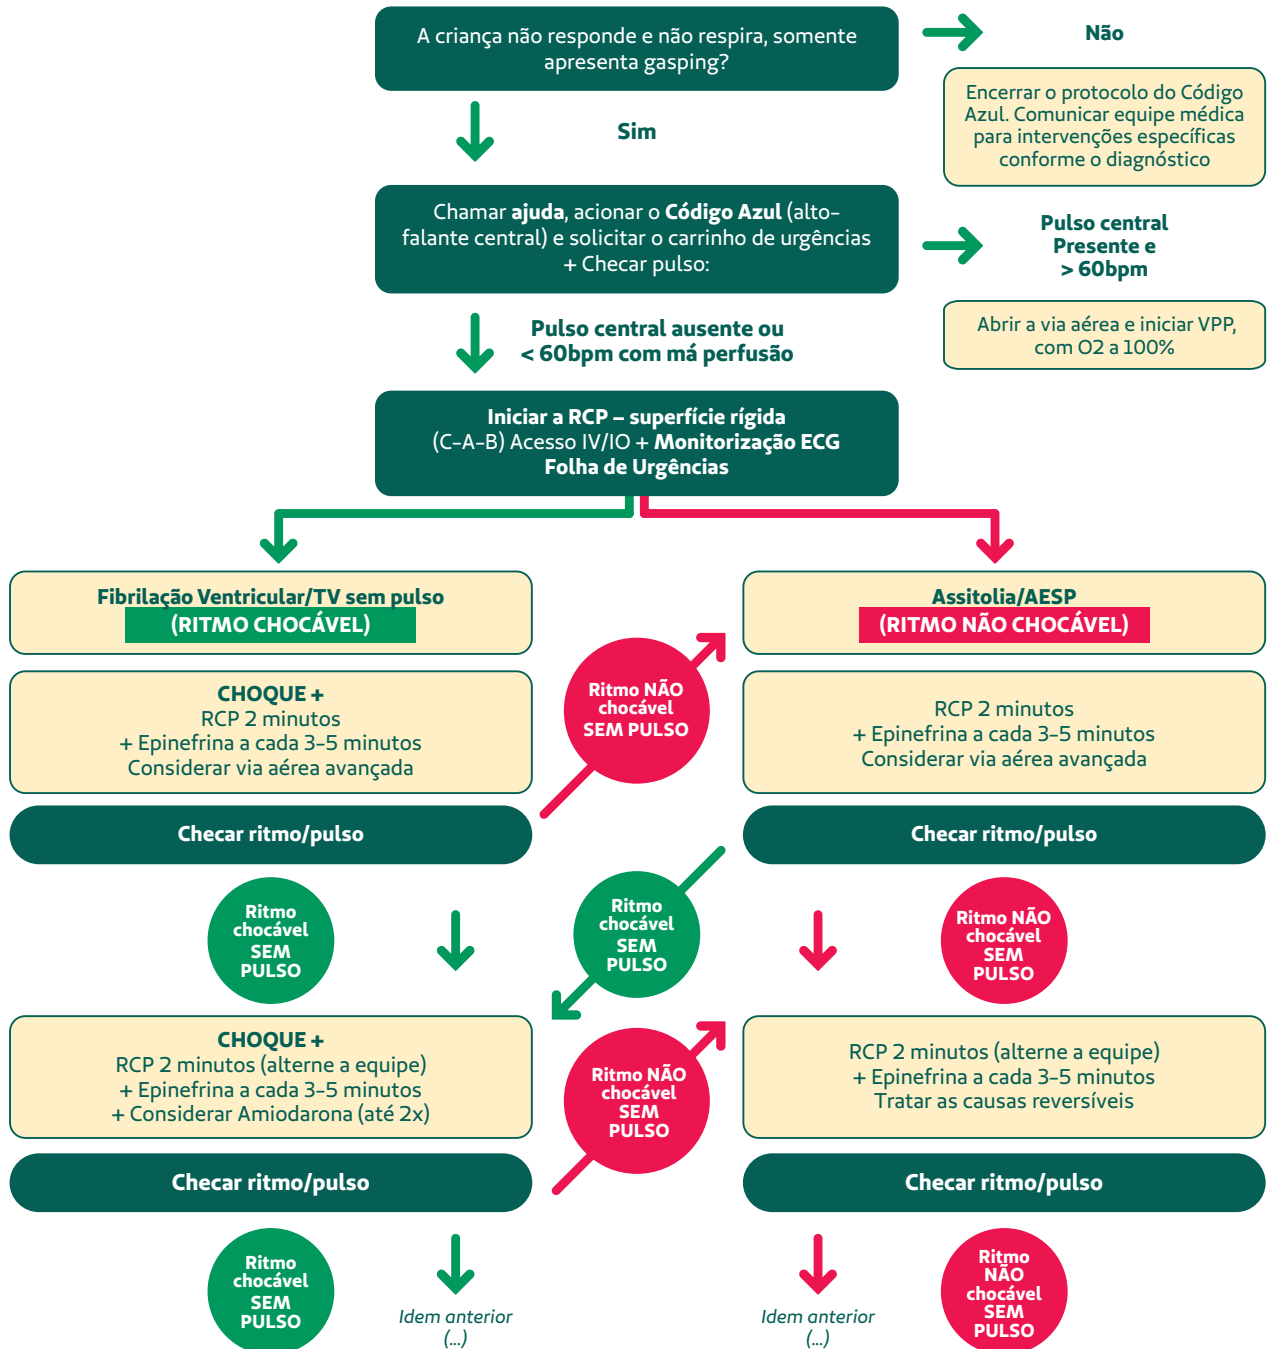 A criança não responde e não respira, somente
apresenta gasping?
Não
Encerrar o protocolo do Código
Azul. Comunicar equipe médica
para intervenções específicas
conforme o diagnóstico
Sim
Chamar ajuda, acionar o Código Azul (alto-
falante central) e solicitar o carrinho de urgências
+ Checar pulso:
Pulso central
Presente e
> 60bpm
Abrir a via aérea e iniciar VPP,
com O2 a 100%
Pulso central ausente ou
< 60bpm com má perfusão
Iniciar a RCP – superfície rígida
(C-A-B) Acesso IV/IO + Monitorização ECG
Folha de Urgências
Fibrilação Ventricular/TV sem pulso
(RITMO CHOCÁVEL)
Assitolia/AESP
(RITMO NÃO CHOCÁVEL)
CHOQUE +
RCP 2 minutos
+ Epinefrina a cada 3-5 minutos
Considerar via aérea avançada
Ritmo NÃO
chocável
SEM PULSO
RCP 2 minutos
+ Epinefrina a cada 3-5 minutos
Considerar via aérea avançada
Checar ritmo/pulso
Checar ritmo/pulso
Ritmo
chocável
SEM
PULSO
Ritmo
chocável
SEM
PULSO
Ritmo NÃO
chocável
SEM
PULSO
CHOQUE +
RCP 2 minutos (alterne a equipe)
+ Epinefrina a cada 3-5 minutos
+ Considerar Amiodarona (até 2x)
Ritmo NÃO
chocável
SEM
PULSO
RCP 2 minutos (alterne a equipe)
+ Epinefrina a cada 3-5 minutos
Tratar as causas reversíveis
Checar ritmo/pulso
Checar ritmo/pulso
Ritmo
chocável
SEM
PULSO
Idem anterior
(...)
Idem anterior
(...)
Ritmo
NÃO
chocável
SEM
PULSO